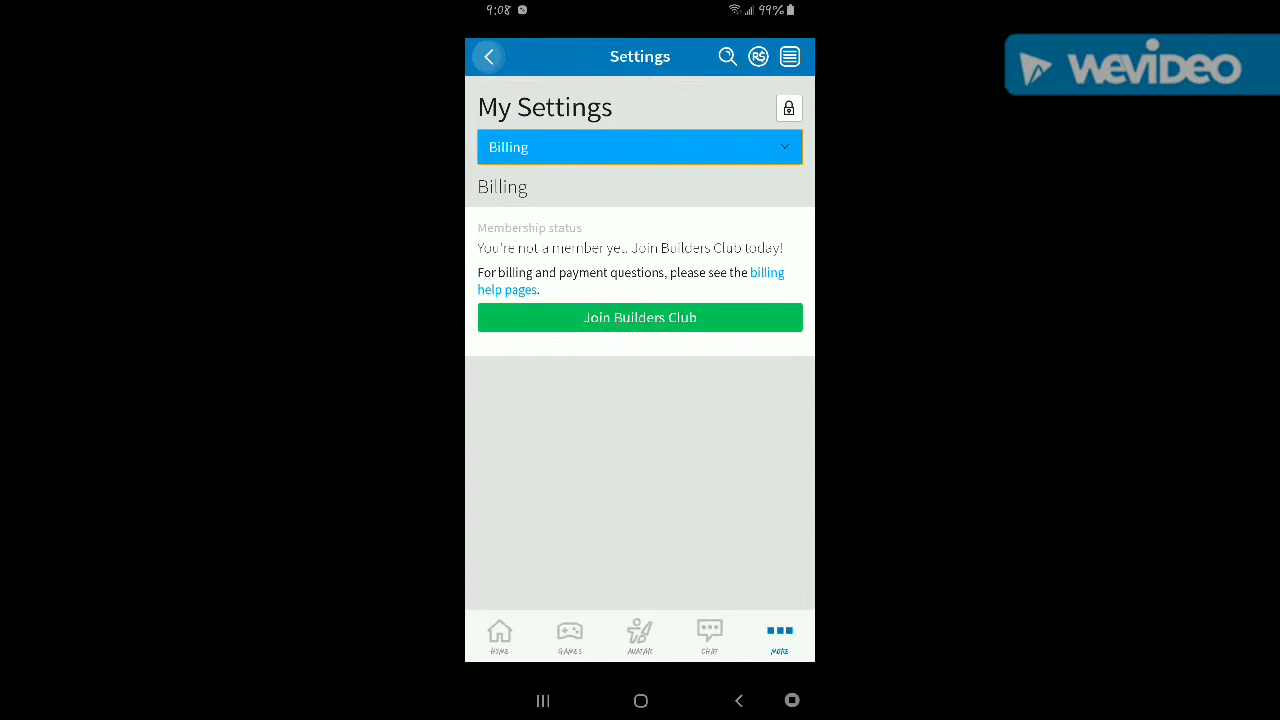 9:08
99%
WEVIDEO
Settings
R$
My Settings
Billing
Billing
Membership status
You're not a member yet. Join Builders Club today!
For billing and payment questions, please see the billing
help pages.
Join Builders Club
HOME GAMES AVATAR CHAT MORE